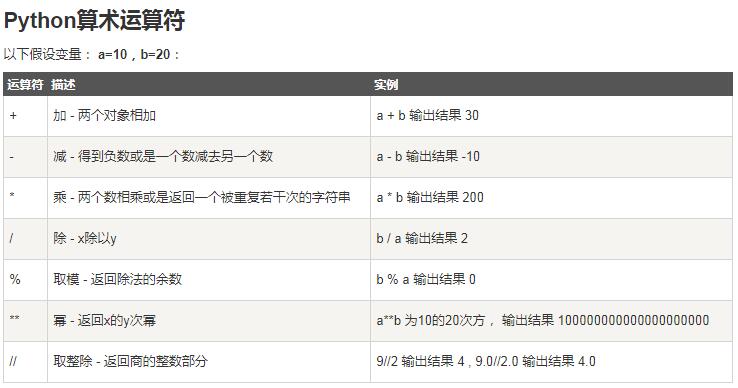 Python算术运算符
以下假设变量： a=10，b=20：
运算符 描述 实例
+ 加 - 两个对象相加 a + b 输出结果 30
- 减 - 得到负数或是一个数减去另一个数 a - b 输出结果 -10
* 乘 - 两个数相乘或是返回一个被重复若干次的字符串 a * b 输出结果 200
/ 除 - x除以y b / a 输出结果 2
% 取模 - 返回除法的余数 b % a 输出结果 0
** 幂 - 返回x的y次幂 a**b 为10的20次方， 输出结果 100000000000000000000
// 取整除 - 返回商的整数部分 9//2 输出结果 4 , 9.0//2.0 输出结果 4.0